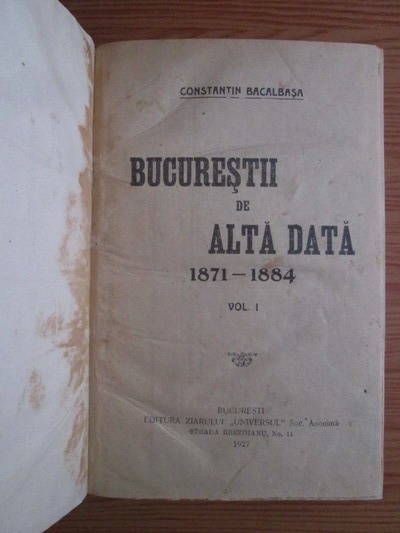 CONSTANTIN BACALBAŞA
BUCUREŞTII
DE
ALTĂ DATĂ
1871 — 1884
VOL. I
BUCUREŞTI
EDITURA ZIARULUI „UNIVERSUL" Soc. Anonimă
STRADA BREZOIANU, No. 11
1927